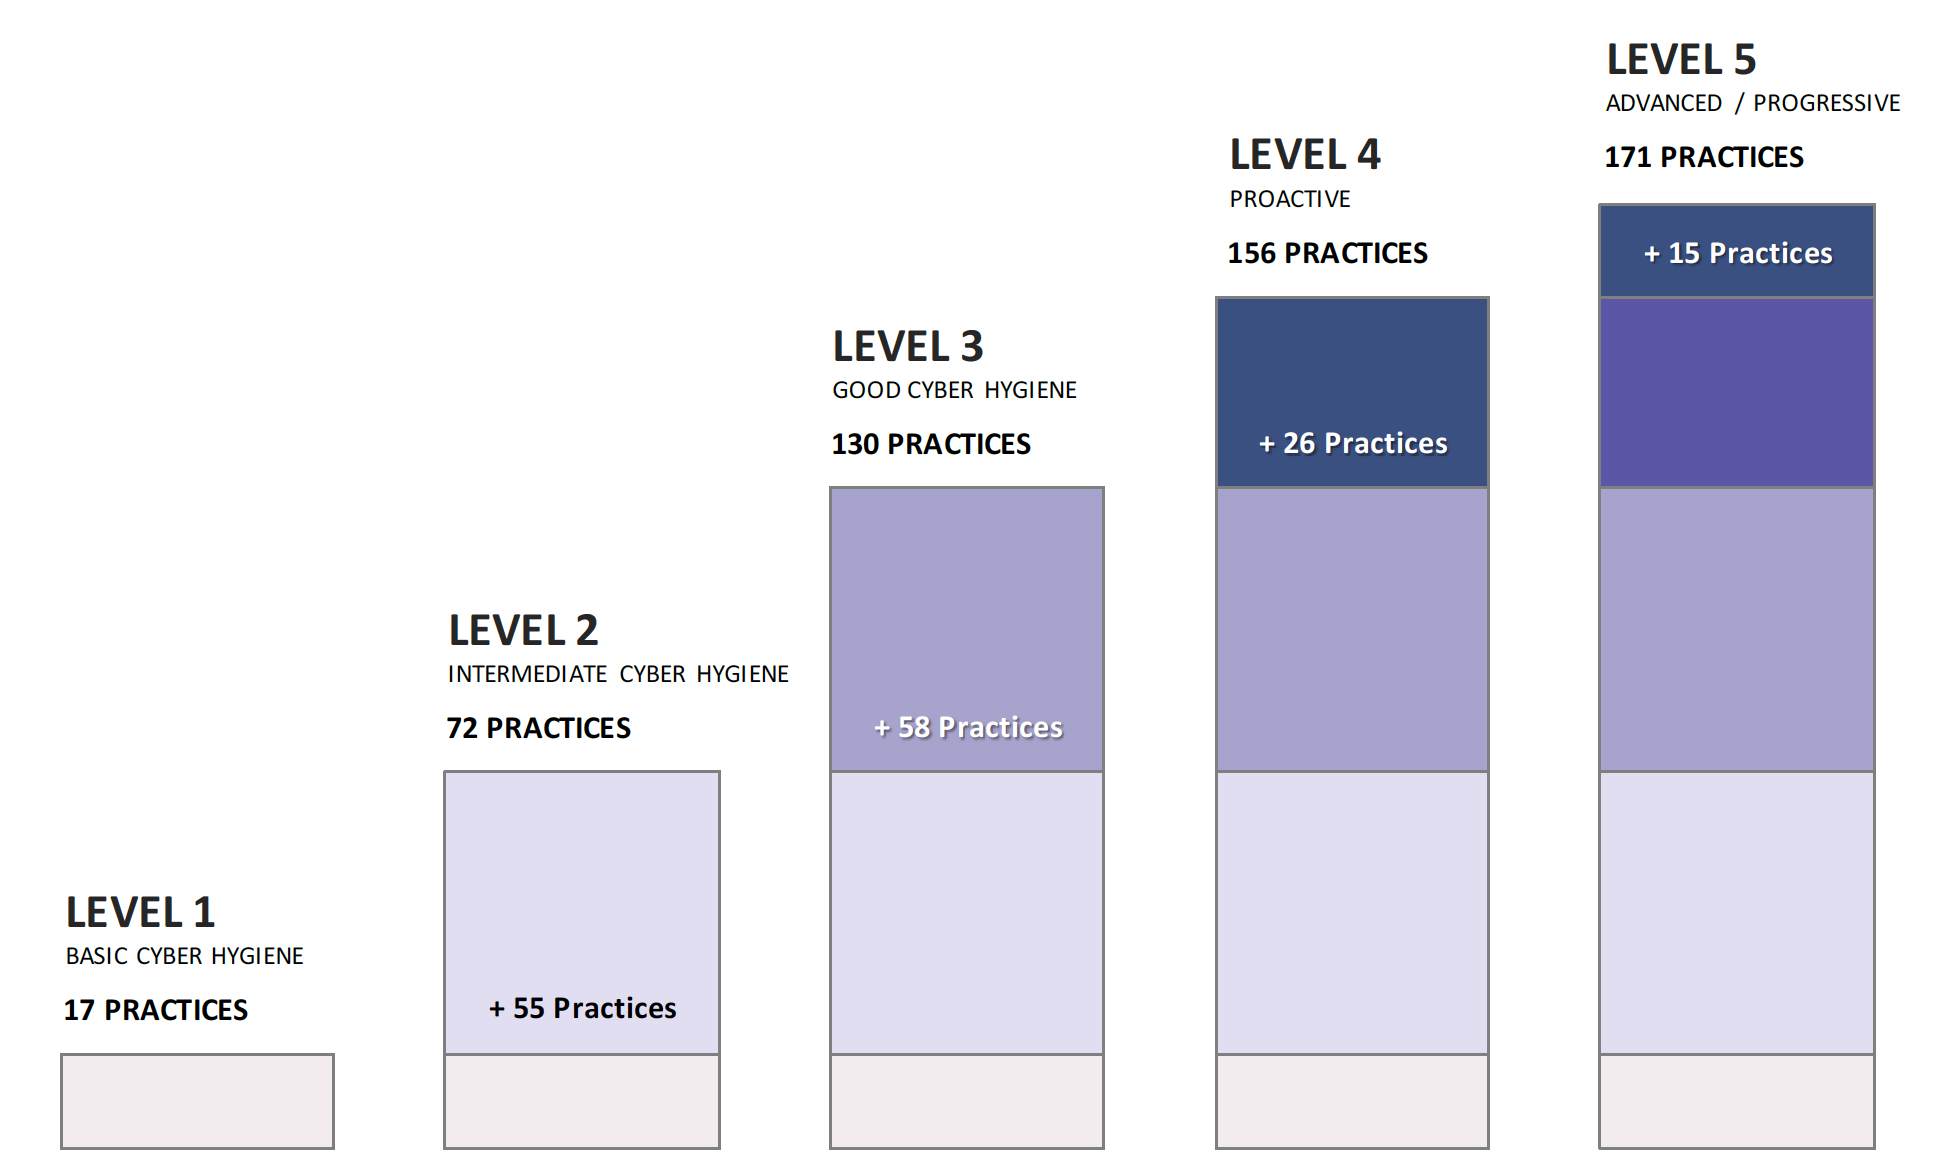 LEVEL 1
BASIC CYBER HYGIENE
17 PRACTICES
LEVEL 2
INTERMEDIATE CYBER HYGIENE
72 PRACTICES
+ 55 Practices
LEVEL 3
GOOD CYBER HYGIENE
130 PRACTICES
+ 58 Practices
LEVEL 4
PROACTIVE
156 PRACTICES
+ 26 Practices
LEVEL 5
ADVANCED / PROGRESSIVE
171 PRACTICES
+ 15 Practices